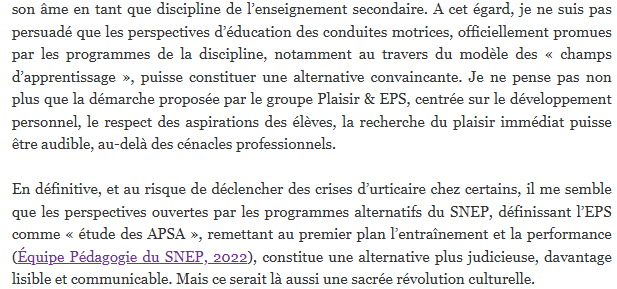 son âme en tant que discipline de l’enseignement secondaire. A cet égard, je ne suis pas
persuadé que les perspectives d’éducation des conduites motrices, officiellement promues
par les programmes de la discipline, notamment au travers du modèle des « champs
d’apprentissage », puisse constituer une alternative convaincante. Je ne pense pas non
plus que la démarche proposée par le groupe Plaisir & EPS, centrée sur le développement
personnel, le respect des aspirations des élèves, la recherche du plaisir immédiat puisse
être audible, au-delà des cénacles professionnels.
En définitive, et au risque de déclencher des crises d’urticaire chez certains, il me semble
que les perspectives ouvertes par les programmes alternatifs du SNEP, définissant l’EPS
comme « étude des APSA », remettant au premier plan l’entraînement et la performance
(Équipe Pédagogie du SNEP, 2022), constitue une alternative plus judicieuse, davantage
lisible et communicable. Mais ce serait là aussi une sacrée révolution culturelle.